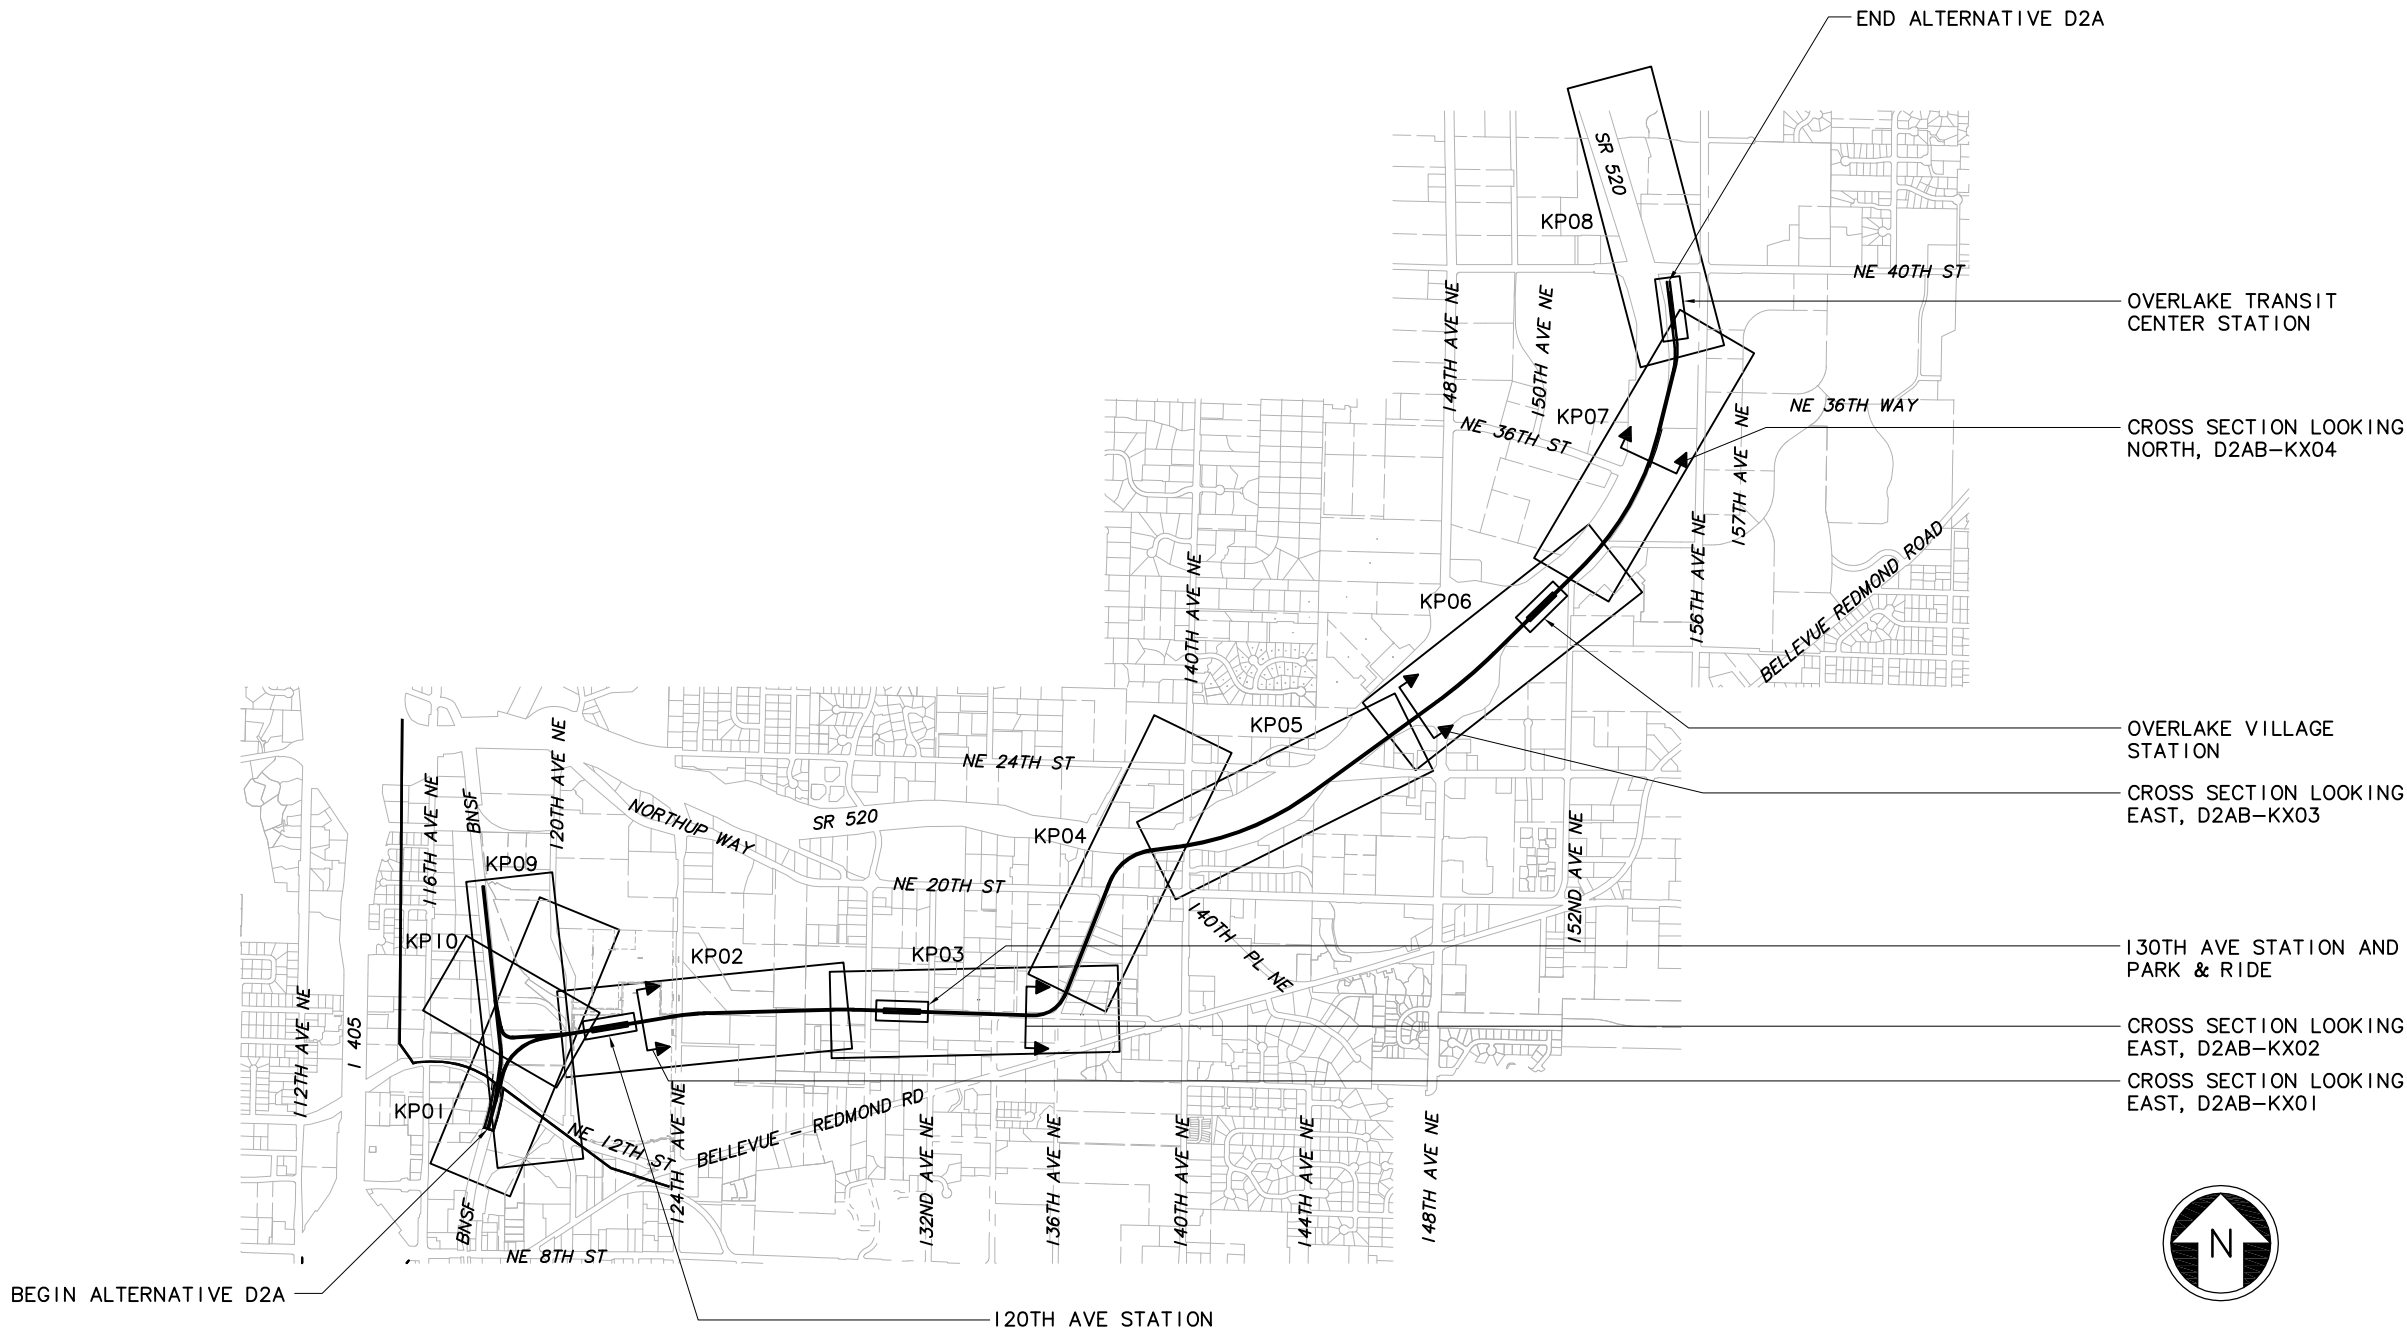 END ALTERNATIVE D2A
SR 520
KP08
NE 40TH ST
148TH AVE NE
150TH AVE NE
OVERLAKE TRANSIT
CENTER STATION
KP07
NE 36TH WAY
NE 36TH ST
157TH AVE NE
CROSS SECTION LOOKING
NORTH, D2AB-KX04
156TH AVE NE
BELLEVUE REDMOND ROAD
KP06
140TH AVE NE
OVERLAKE VILLAGE
STATION
KP05
CROSS SECTION LOOKING
EAST, D2AB-KX03
NE 24TH ST
120TH AVE NE
116TH AVE NE
BNSF
NORTHUP WAY
SR 520
KP04
152ND AVE NE
KP09
NE 20TH ST
140TH PL NE
KP10
KP02
KP03
130TH AVE STATION AND
PARK & RIDE
112TH AVE NE
I 405
CROSS SECTION LOOKING
EAST, D2AB-KX02
CROSS SECTION LOOKING
EAST, D2AB-KX01
KP01
NE 12TH ST
124TH AVE NE
BELLEVUE - REDMOND RD
132ND AVE NE
136TH AVE NE
140TH AVE NE
144TH AVE NE
148TH AVE NE
BNSF
NE 8TH ST
N
BEGIN ALTERNATIVE D2A
120TH AVE STATION